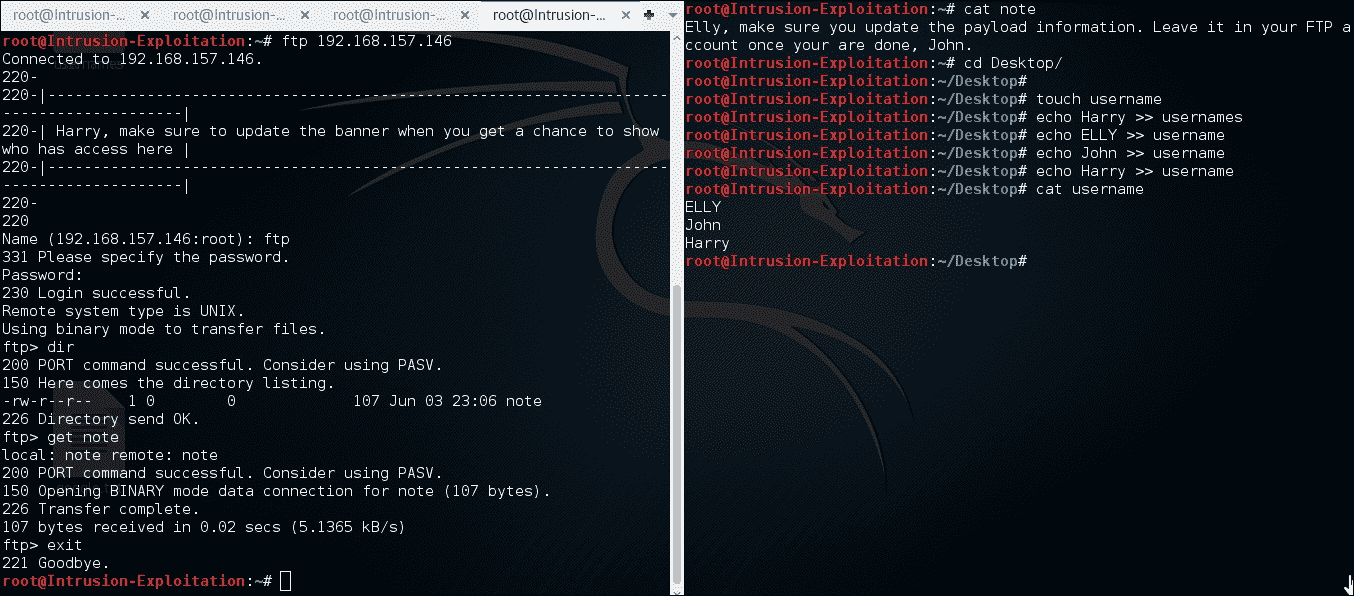 root@Intrusion-... × root@Intrusion-... × root@Intrusion-... × root@Intrusion-... ×
root@Intrusion-Exploitation:~# ftp 192.168.157.146
Connected to 192.168.157.146.
220-
220-|---------------------------------------------------------------------
--------------------|
220-| Harry, make sure to update the banner when you get a chance to show
who has access here |
220-|---------------------------------------------------------------------
--------------------|
220-
220
Name (192.168.157.146:root): ftp
331 Please specify the password.
Password:
230 Login successful.
Remote system type is UNIX.
Using binary mode to transfer files.
ftp> dir
200 PORT command successful. Consider using PASV.
150 Here comes the directory listing.
-rw-r--r--    1 0        0             107 Jun 03 23:06 note
226 Directory send OK.
ftp> get note
local: note remote: note
200 PORT command successful. Consider using PASV.
150 Opening BINARY mode data connection for note (107 bytes).
226 Transfer complete.
107 bytes received in 0.02 secs (5.1365 kB/s)
ftp> exit
221 Goodbye.
root@Intrusion-Exploitation:~#
root@Intrusion-Exploitation:~# cat note
Elly, make sure you update the payload information. Leave it in your FTP a
ccount once your are done, John.
root@Intrusion-Exploitation:~# cd Desktop/
root@Intrusion-Exploitation:~/Desktop#
root@Intrusion-Exploitation:~/Desktop# touch username
root@Intrusion-Exploitation:~/Desktop# echo Harry >> usernames
root@Intrusion-Exploitation:~/Desktop# echo ELLY >> username
root@Intrusion-Exploitation:~/Desktop# echo John >> username
root@Intrusion-Exploitation:~/Desktop# echo Harry >> username
root@Intrusion-Exploitation:~/Desktop# cat username
ELLY
John
Harry
root@Intrusion-Exploitation:~/Desktop#